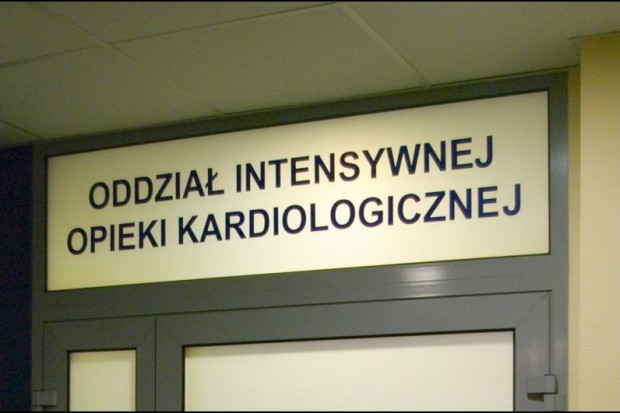 ODDZIAŁ INTENSYWNEJ
OPIEKI KARDIOLOGICZNEJ